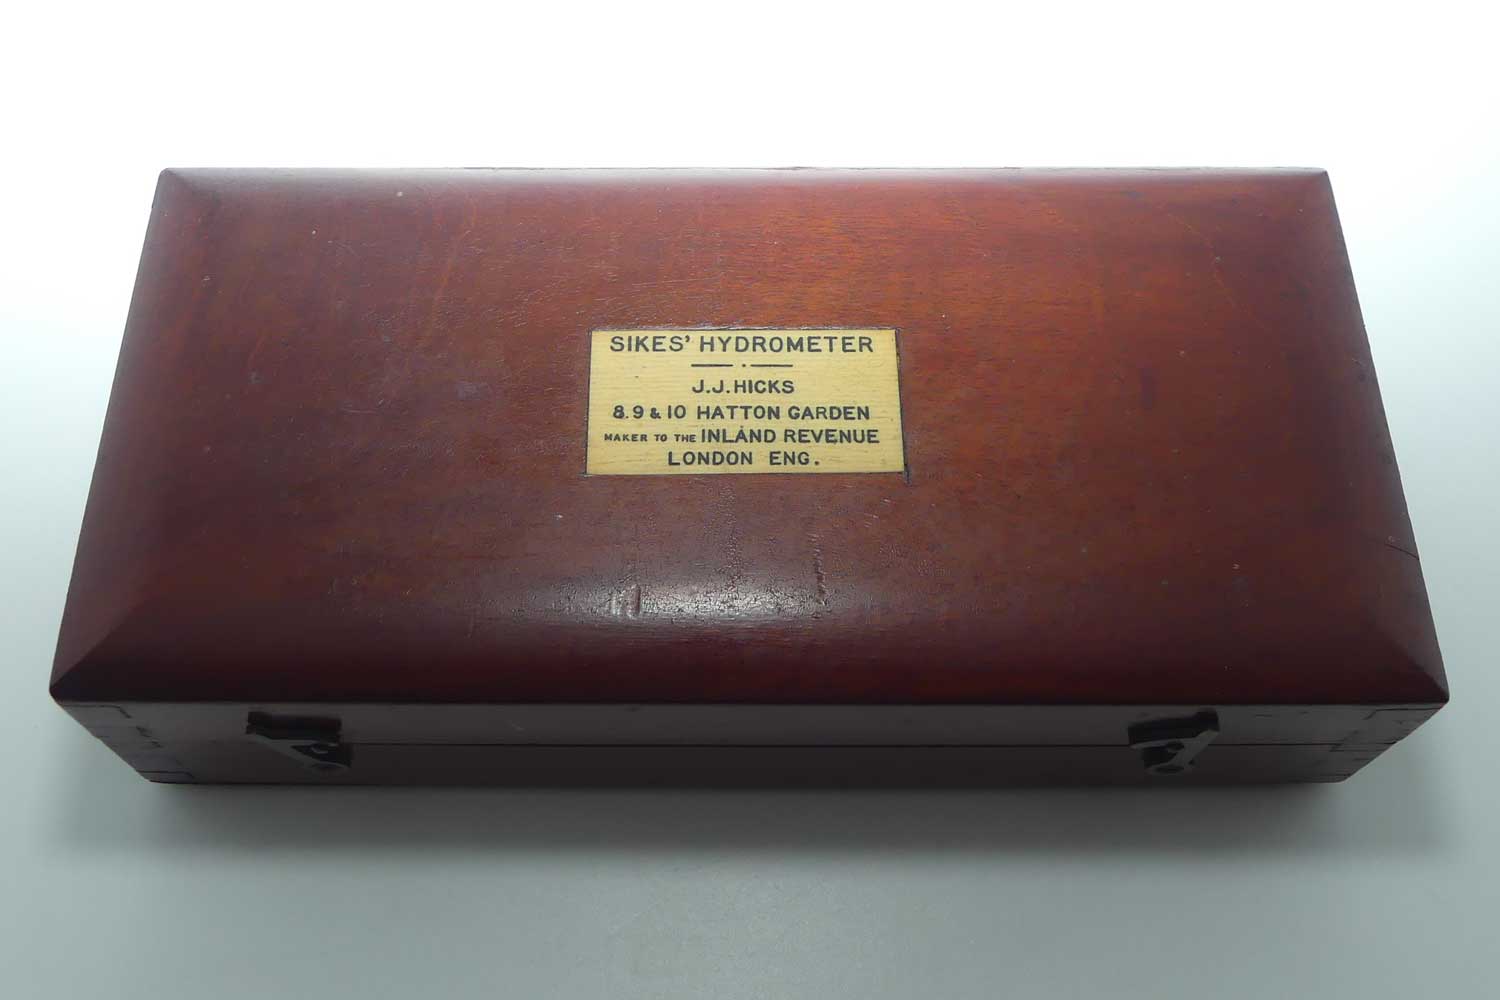 SIKES' HYDROMETER
J.J. HICKS
8.9 & 10 HATTON GARDEN
MAKER TO THE INLAND REVENUE
LONDON ENG.